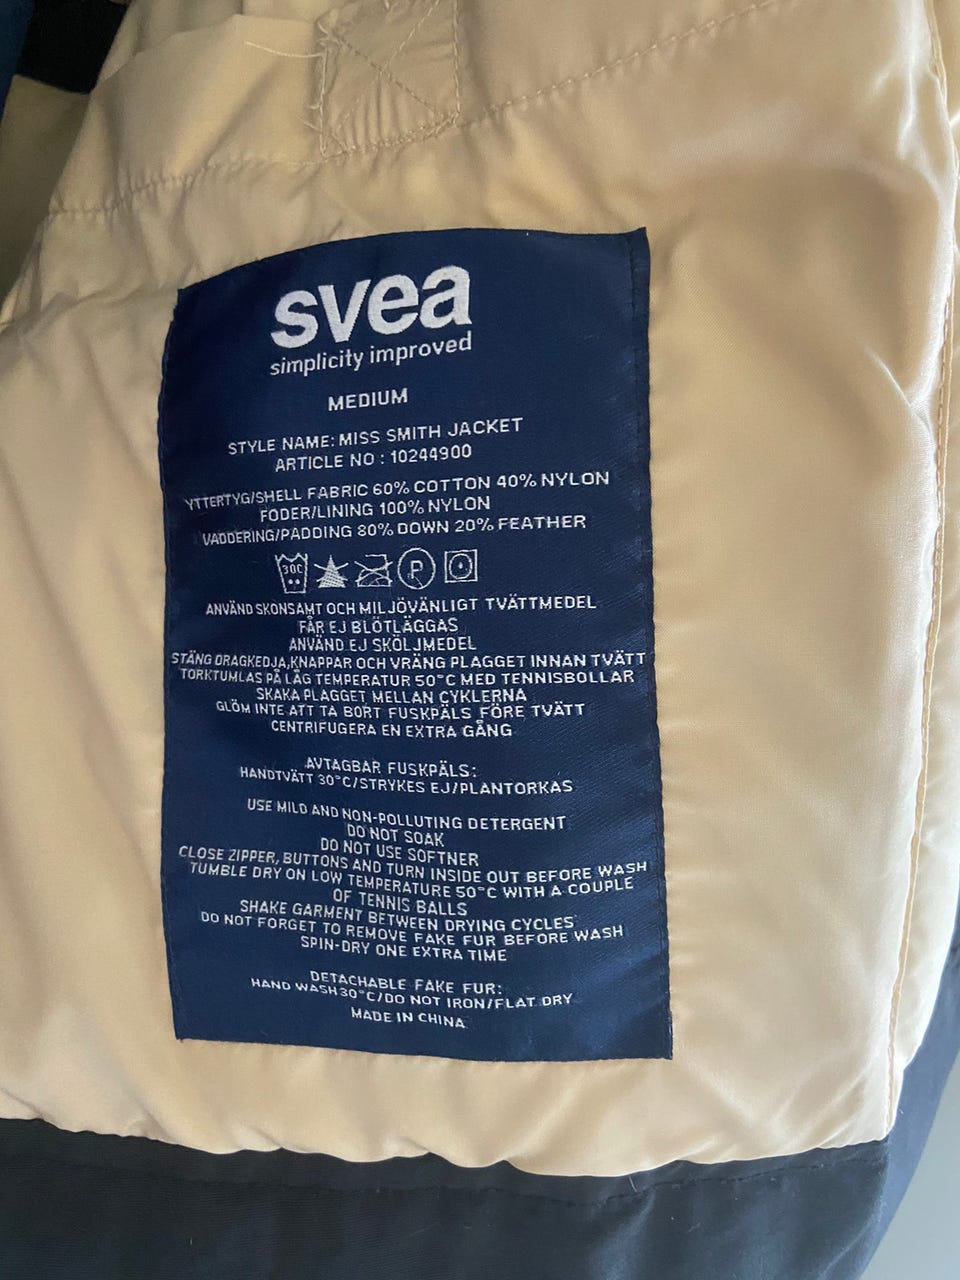 svea
simplicity improved
MEDIUM
STYLE NAME: MISS SMITH JACKET
ARTICLE NO : 10244900
YTTERTYG/SHELL FABRIC 60% COTTON 40% NYLON
FODER/LINING 100% NYLON
VADDERING/PADDING 80% DOWN 20% FEATHER
30C P
ANVÄND SKONSAMT OCH MILJÖVÄNLIGT TVÄTTMEDEL
FÅR EJ BLÖTLÄGGAS
ANVÄND EJ SKÖLJMEDEL
STÄNG DRAGKEDJA,KNAPPAR OCH VRÄNG PLAGGET INNAN TVÄTT
TORKTUMLAS PÅ LÅG TEMPERATUR 50°C MED TENNISBOLLAR
SKAKA PLAGGET MELLAN CYKLERNA
GLÖM INTE ATT TA BORT FUSKPÄLS FÖRE TVÄTT
CENTRIFUGERA EN EXTRA GÅNG
AVTAGBAR FUSKPÄLS:
HANDTVÄTT 30°C/STRYKES EJ/PLANTORKAS
USE MILD AND NON-POLLUTING DETERGENT
DO NOT SOAK
DO NOT USE SOFTNER
CLOSE ZIPPER, BUTTONS AND TURN INSIDE OUT BEFORE WASH
TUMBLE DRY ON LOW TEMPERATURE 50°C WITH A COUPLE
OF TENNIS BALLS
SHAKE GARMENT BETWEEN DRYING CYCLES
DO NOT FORGET TO REMOVE FAKE FUR BEFORE WASH
SPIN-DRY ONE EXTRA TIME
DETACHABLE FAKE FUR:
HAND WASH 30°C/DO NOT IRON/FLAT DRY
MADE IN CHINA